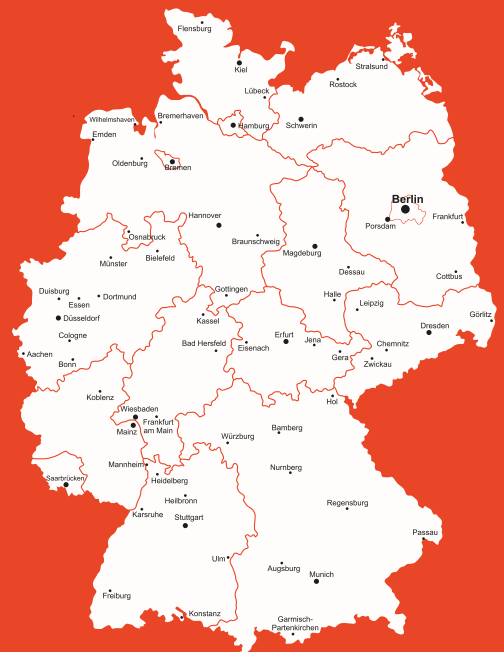 Flensburg
Kiel
Stralsund
Rostock
Lübeck
Wilhelmshaven
Bremerhaven
Hamburg
Schwerin
Emden
Oldenburg
Bremen
Berlin
Hannover
Porsdam
Frankfurt
Osnabruck
Braunschweig
Magdeburg
Münster
Bielefeld
Dessau
Cottbus
Duisburg
Essen
Dortmund
Gottingen
Halle
Leipzig
Düsseldorf
Kassel
Görlitz
Dresden
Cologne
Bad Hersfeld
Eisenach
Erfurt
Jena
Chemnitz
Aachen
Bonn
Gera
Zwickau
Koblenz
Hol
Wiesbaden
Frankfurt
am Main
Mainz
Bamberg
Würzburg
Mannheim
Nurnberg
Saarbrücken
Heidelberg
Heilbronn
Regensburg
Karsruhe
Stuttgart
Passau
Ulm
Augsburg
Munich
Freiburg
Konstanz
Garmisch-
Partenkirchen